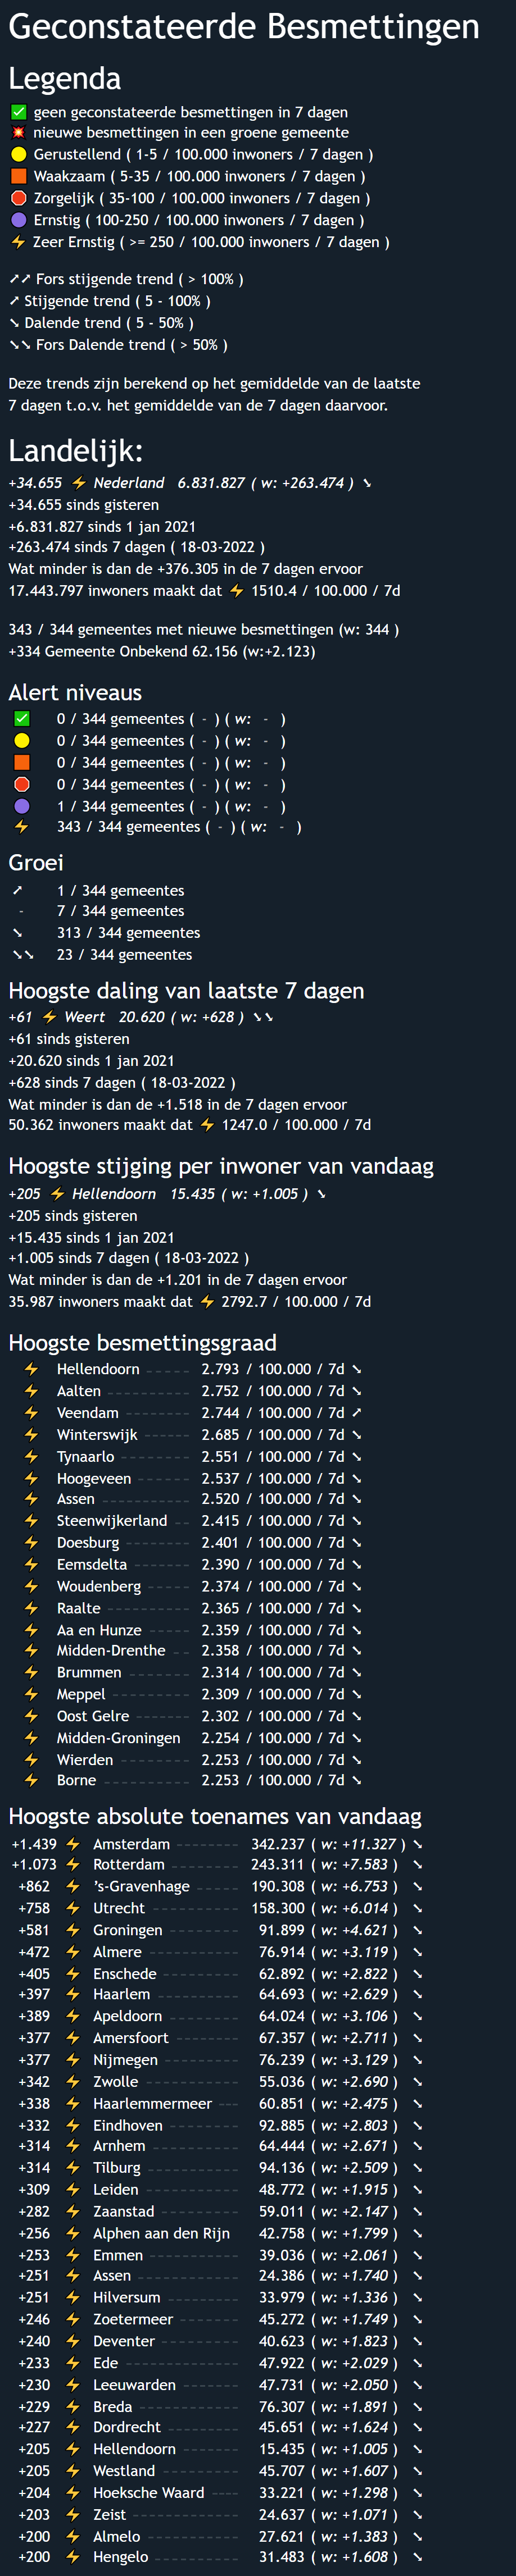 Geconstateerde Besmettingen
Legenda
✅ geen geconstateerde besmettingen in 7 dagen
💥 nieuwe besmettingen in een groene gemeente
🟡 Gerustellend ( 1-5 / 100.000 inwoners / 7 dagen )
🟧 Waakzaam ( 5-35 / 100.000 inwoners / 7 dagen )
🛑 Zorgelijk ( 35-100 / 100.000 inwoners / 7 dagen )
🟣 Ernstig ( 100-250 / 100.000 inwoners / 7 dagen )
⚡ Zeer Ernstig ( >= 250 / 100.000 inwoners / 7 dagen )
➚➚ Fors stijgende trend ( > 100% )
➚ Stijgende trend ( 5 - 100% )
➘ Dalende trend ( 5 - 50% )
➘➘ Fors Dalende trend ( > 50% )
Deze trends zijn berekend op het gemiddelde van de laatste
7 dagen t.o.v. het gemiddelde van de 7 dagen daarvoor.
Landelijk:
+34.655 ⚡ Nederland 6.831.827 ( w: +263.474 ) ➘
+34.655 sinds gisteren
+6.831.827 sinds 1 jan 2021
+263.474 sinds 7 dagen ( 18-03-2022 )
Wat minder is dan de +376.305 in de 7 dagen ervoor
17.443.797 inwoners maakt dat ⚡ 1510.4 / 100.000 / 7d
343 / 344 gemeentes met nieuwe besmettingen (w: 344 )
+334 Gemeente Onbekend 62.156 (w:+2.123)
Alert niveaus
✅ 0 / 344 gemeentes ( - ) ( w: - )
🟡 0 / 344 gemeentes ( - ) ( w: - )
🟧 0 / 344 gemeentes ( - ) ( w: - )
🛑 0 / 344 gemeentes ( - ) ( w: - )
🟣 1 / 344 gemeentes ( - ) ( w: - )
⚡ 343 / 344 gemeentes ( - ) ( w: - )
Groei
➚ 1 / 344 gemeentes
- 7 / 344 gemeentes
➘ 313 / 344 gemeentes
➘➘ 23 / 344 gemeentes
Hoogste daling van laatste 7 dagen
+61 ⚡ Weert 20.620 ( w: +628 ) ➘➘
+61 sinds gisteren
+20.620 sinds 1 jan 2021
+628 sinds 7 dagen ( 18-03-2022 )
Wat minder is dan de +1.518 in de 7 dagen ervoor
50.362 inwoners maakt dat ⚡ 1247.0 / 100.000 / 7d
Hoogste stijging per inwoner van vandaag
+205 ⚡ Hellendoorn 15.435 ( w: +1.005 ) ➘
+205 sinds gisteren
+15.435 sinds 1 jan 2021
+1.005 sinds 7 dagen ( 18-03-2022 )
Wat minder is dan de +1.201 in de 7 dagen ervoor
35.987 inwoners maakt dat ⚡ 2792.7 / 100.000 / 7d
Hoogste besmettingsgraad
⚡ Hellendoorn ------ 2.793 / 100.000 / 7d ➘
⚡ Aalten ----------- 2.752 / 100.000 / 7d ➘
⚡ Veendam --------- 2.744 / 100.000 / 7d ➚
⚡ Winterswijk ------ 2.685 / 100.000 / 7d ➘
⚡ Tynaarlo --------- 2.551 / 100.000 / 7d ➘
⚡ Hoogeveen ------- 2.537 / 100.000 / 7d ➘
⚡ Assen ------------ 2.520 / 100.000 / 7d ➘
⚡ Steenwijkerland -- 2.415 / 100.000 / 7d ➘
⚡ Doesburg --------- 2.401 / 100.000 / 7d ➘
⚡ Eemsdelta -------- 2.390 / 100.000 / 7d ➘
⚡ Woudenberg ------ 2.374 / 100.000 / 7d ➘
⚡ Raalte ----------- 2.365 / 100.000 / 7d ➘
⚡ Aa en Hunze ------ 2.359 / 100.000 / 7d ➘
⚡ Midden-Drenthe -- 2.358 / 100.000 / 7d ➘
⚡ Brummen -------- 2.314 / 100.000 / 7d ➘
⚡ Meppel ---------- 2.309 / 100.000 / 7d ➘
⚡ Oost Gelre ------- 2.302 / 100.000 / 7d ➘
⚡ Midden-Groningen 2.254 / 100.000 / 7d ➘
⚡ Wierden --------- 2.253 / 100.000 / 7d ➘
⚡ Borne ----------- 2.253 / 100.000 / 7d ➘
Hoogste absolute toenames van vandaag
+1.439 ⚡ Amsterdam -------- 342.237 ( w: +11.327 ) ➘
+1.073 ⚡ Rotterdam --------- 243.311 ( w: +7.583 ) ➘
+862 ⚡ ’s-Gravenhage ------ 190.308 ( w: +6.753 ) ➘
+758 ⚡ Utrecht ----------- 158.300 ( w: +6.014 ) ➘
+581 ⚡ Groningen --------- 91.899 ( w: +4.621 ) ➘
+472 ⚡ Almere ----------- 76.914 ( w: +3.119 ) ➘
+405 ⚡ Enschede --------- 62.892 ( w: +2.822 ) ➘
+397 ⚡ Haarlem ---------- 64.693 ( w: +2.629 ) ➘
+389 ⚡ Apeldoorn --------- 64.024 ( w: +3.106 ) ➘
+377 ⚡ Amersfoort -------- 67.357 ( w: +2.711 ) ➘
+377 ⚡ Nijmegen --------- 76.239 ( w: +3.129 ) ➘
+342 ⚡ Zwolle ----------- 55.036 ( w: +2.690 ) ➘
+338 ⚡ Haarlemmermeer --- 60.851 ( w: +2.475 ) ➘
+332 ⚡ Eindhoven --------- 92.885 ( w: +2.803 ) ➘
+314 ⚡ Arnhem ----------- 64.444 ( w: +2.671 ) ➘
+314 ⚡ Tilburg ----------- 94.136 ( w: +2.509 ) ➘
+309 ⚡ Leiden ------------ 48.772 ( w: +1.915 ) ➘
+282 ⚡ Zaanstad ---------- 59.011 ( w: +2.147 ) ➘
+256 ⚡ Alphen aan den Rijn 42.758 ( w: +1.799 ) ➘
+253 ⚡ Emmen ----------- 39.036 ( w: +2.061 ) ➘
+251 ⚡ Assen ------------ 24.386 ( w: +1.740 ) ➘
+251 ⚡ Hilversum --------- 33.979 ( w: +1.336 ) ➘
+246 ⚡ Zoetermeer -------- 45.272 ( w: +1.749 ) ➘
+240 ⚡ Deventer ---------- 40.623 ( w: +1.823 ) ➘
+233 ⚡ Ede -------------- 47.922 ( w: +2.029 ) ➘
+230 ⚡ Leeuwarden ------- 47.731 ( w: +2.050 ) ➘
+229 ⚡ Breda ------------ 76.307 ( w: +1.891 ) ➘
+227 ⚡ Dordrecht --------- 45.651 ( w: +1.624 ) ➘
+205 ⚡ Hellendoorn ------- 15.435 ( w: +1.005 ) ➘
+205 ⚡ Westland ---------- 45.707 ( w: +1.607 ) ➘
+204 ⚡ Hoeksche Waard ---- 33.221 ( w: +1.298 ) ➘
+203 ⚡ Zeist ------------- 24.637 ( w: +1.071 ) ➘
+200 ⚡ Almelo ----------- 27.621 ( w: +1.383 ) ➘
+200 ⚡ Hengelo ---------- 31.483 ( w: +1.608 ) ➘